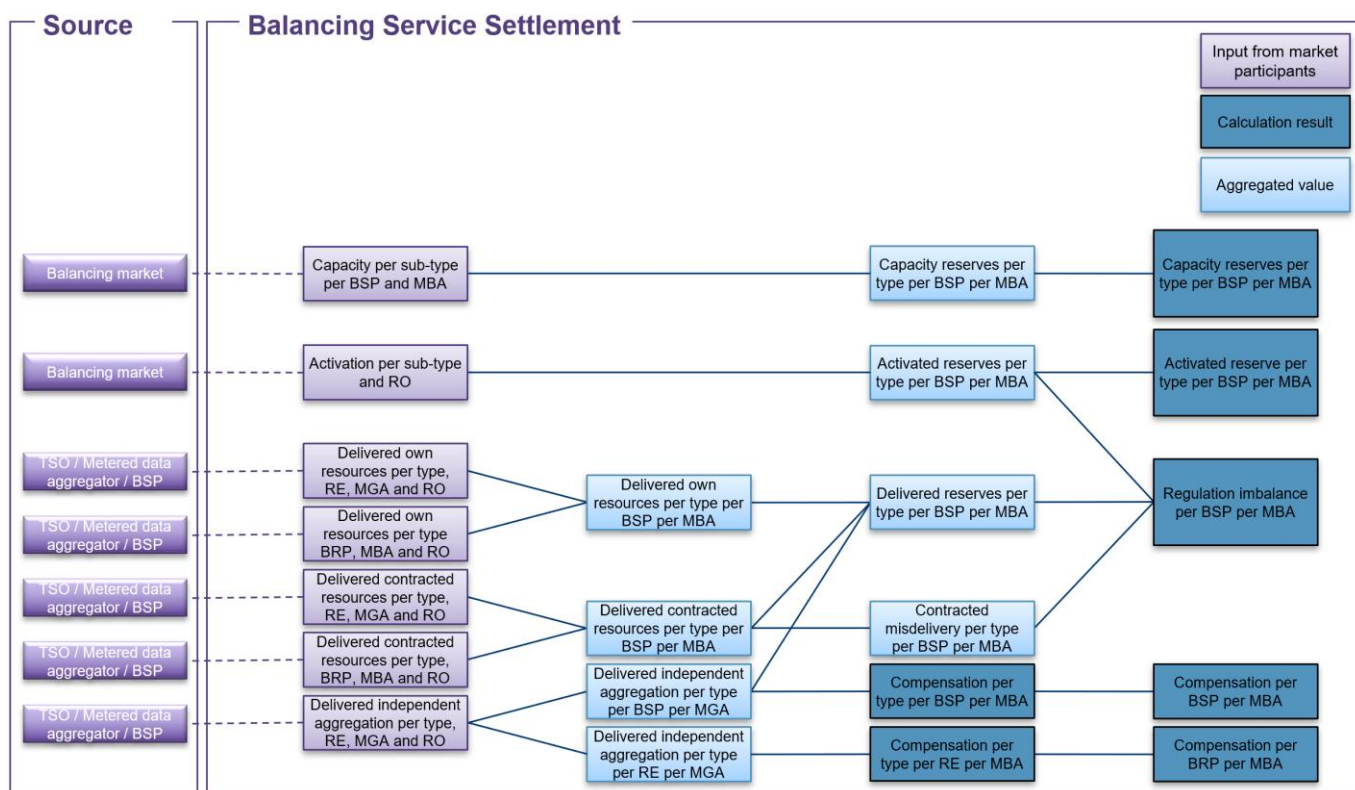 Source
Balancing Service Settlement
Input from market
participants
Calculation result
Aggregated value
Balancing market
Capacity per sub-type
per BSP and MBA
Capacity reserves per
type per BSP per MBA
Capacity reserves per
type per BSP per MBA
Balancing market
Activation per sub-type
and RO
Activated reserves per
type per BSP per MBA
Activated reserve per
type per BSP per MBA
TSO / Metered data
aggregator / BSP
Delivered own
resources per type,
RE, MGA and RO
Delivered own
resources per type per
BSP per MBA
Delivered reserves per
type per BSP per MBA
Regulation imbalance
per BSP per MBA
TSO / Metered data
aggregator / BSP
Delivered own
resources per type
BRP, MBA and RO
TSO / Metered data
aggregator / BSP
Delivered contracted
resources per type,
RE, MGA and RO
Delivered contracted
resources per type per
BSP per MBA
Contracted
misdelivery per type
per BSP per MBA
TSO / Metered data
aggregator / BSP
Delivered contracted
resources per type,
BRP, MBA and RO
Delivered independent
aggregation per type
per BSP per MGA
Compensation per
type per BSP per MBA
Compensation per
BSP per MBA
TSO / Metered data
aggregator / BSP
Delivered independent
aggregation per type,
RE, MGA and RO
Delivered independent
aggregation per type
per RE per MGA
Compensation per
type per RE per MBA
Compensation per
BRP per MBA